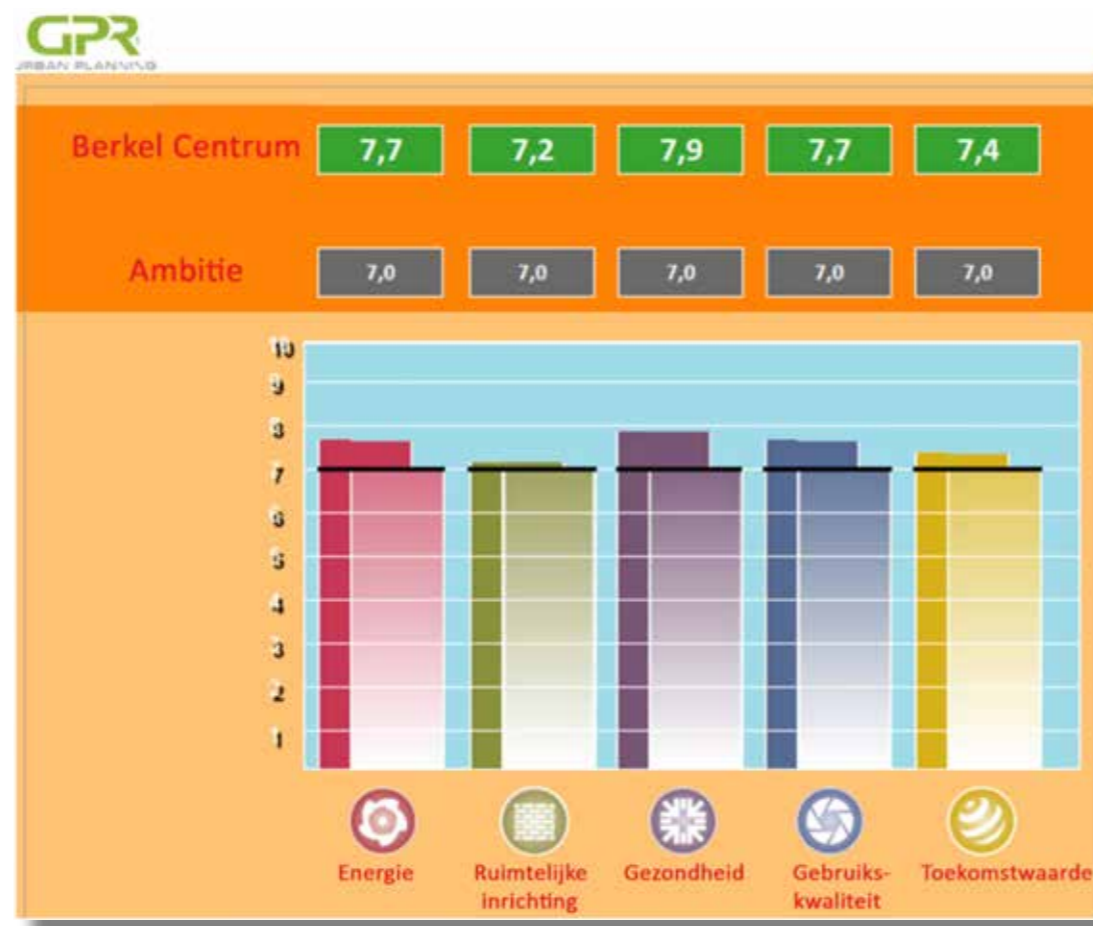 GPR
URBAN PLANNING
Berkel Centrum 7,7 7,2 7,9 7,7 7,4
Ambitie 7,0 7,0 7,0 7,0 7,0
10
9
8
7
6
5
4
3
2
1
Energie Ruimtelijke inrichting Gezondheid Gebruiks-kwaliteit Toekomstwaarde